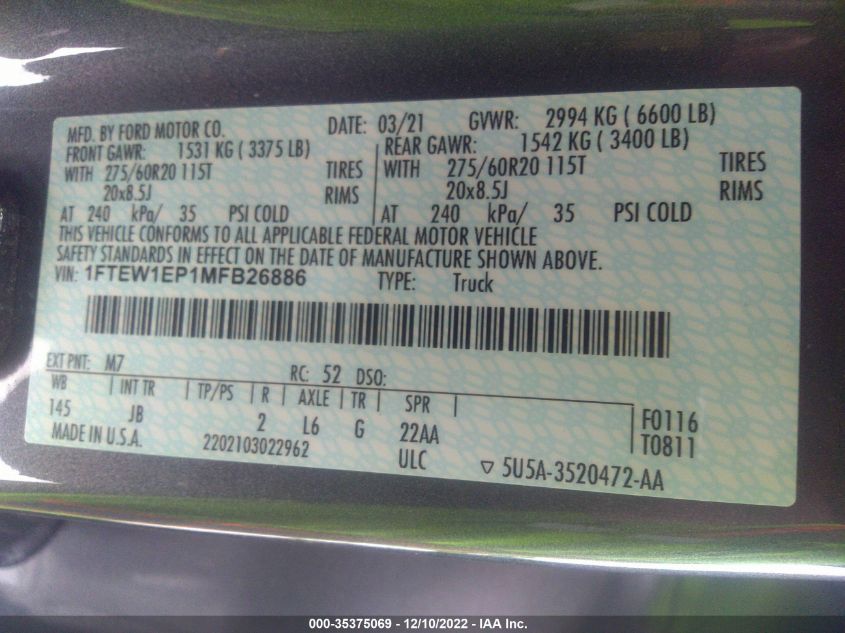 MFD. BY FORD MOTOR CO. DATE: 03/21 GVWR: 2994 KG ( 6600 LB)
FRONT GAWR: 1531 KG ( 3375 LB) REAR GAWR: 1542 KG ( 3400 LB)
WITH 275/60R20 115T TIRES WITH 275/60R20 115T TIRES
20x8.5J RIMS 20x8.5J RIMS
AT 240 kPa/ 35 PSI COLD AT 240 kPa/ 35 PSI COLD
THIS VEHICLE CONFORMS TO ALL APPLICABLE FEDERAL MOTOR VEHICLE
SAFETY STANDARDS IN EFFECT ON THE DATE OF MANUFACTURE SHOWN ABOVE.
VIN: 1FTEW1EP1MFB26886 TYPE: Truck
EXT PNT: M7 RC: 52 DSO:
WB INT TR TP/PS R AXLE TR SPR
145 JB 2 L6 G 22AA F0116
MADE IN U.S.A. 2202103022962 ULC T0811
5U5A-3520472-AA
000-35375069 - 12/10/2022 - IAA Inc.